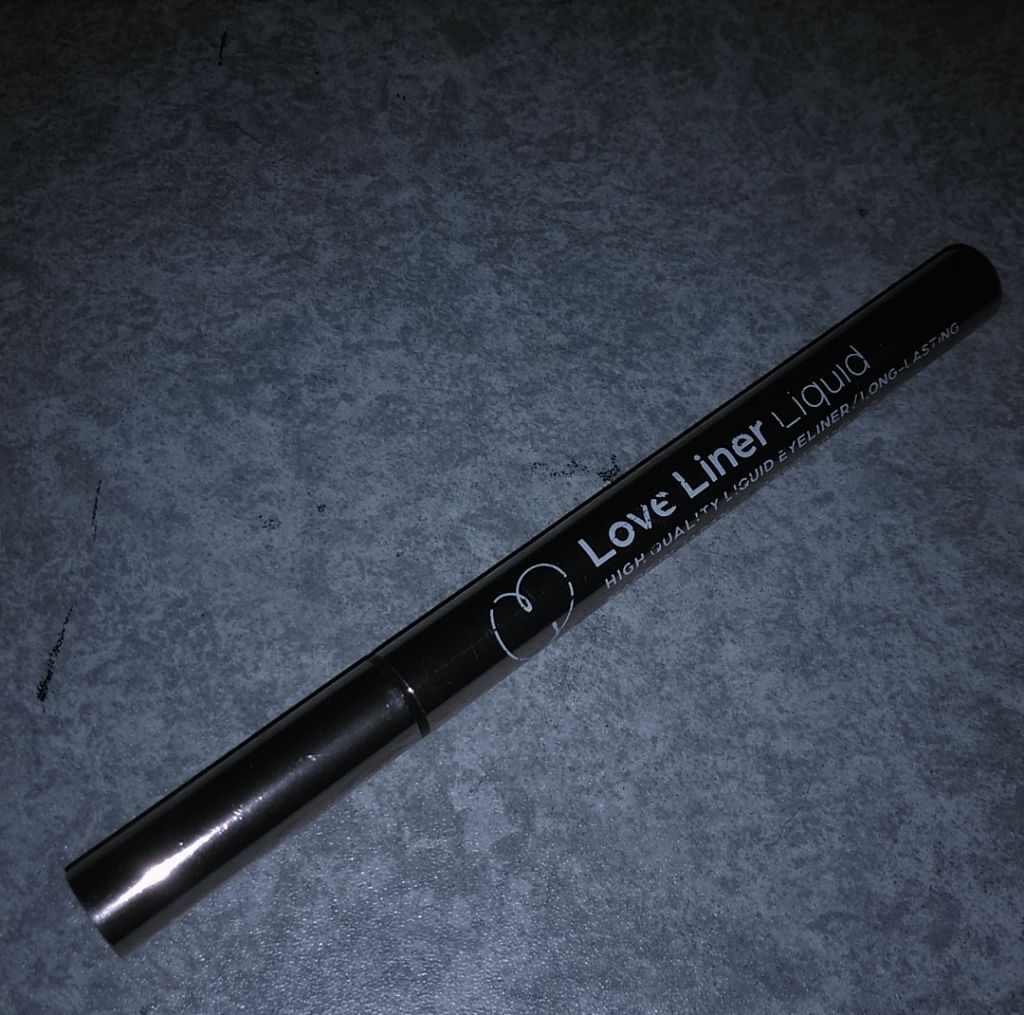 Love Liner Liquid
HIGH QUALITY LIQUID EYELINER/LONG-LASTING